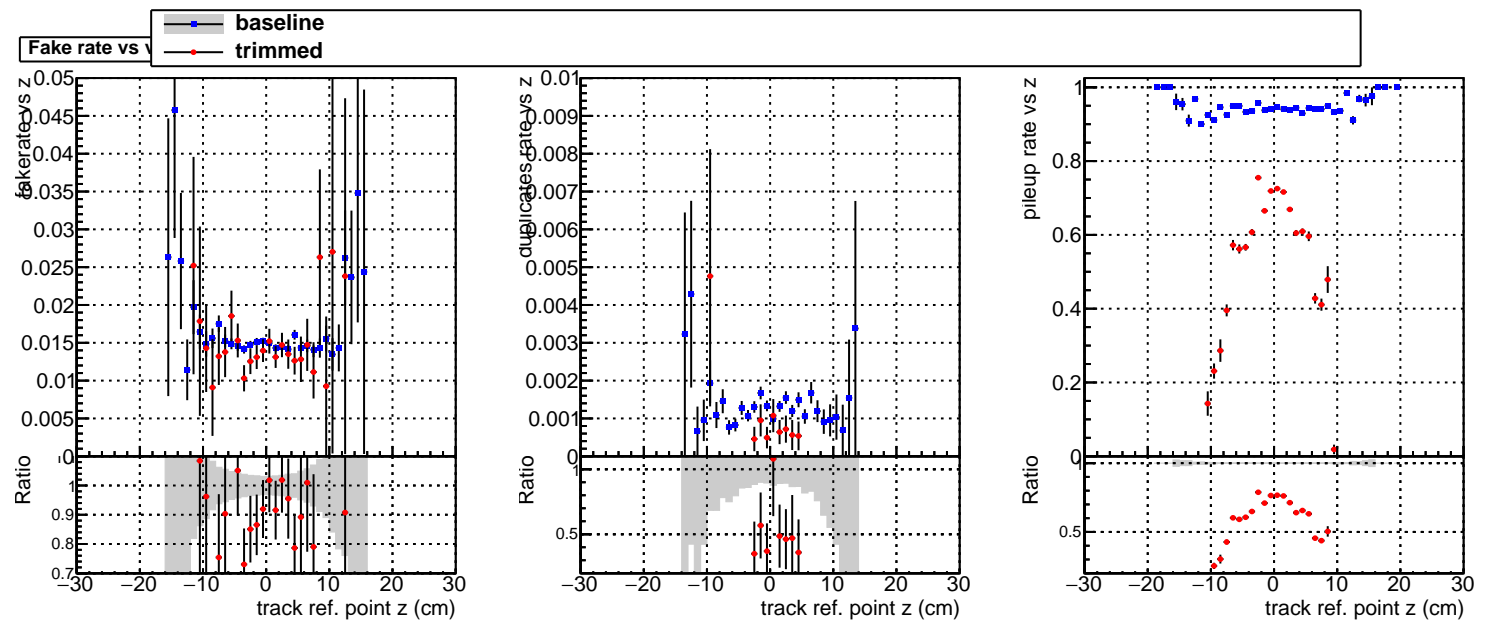 baseline
trimmed
Fake rate vs v
fakerate vs z
0.05
0.045
0.04
0.035
0.03
0.025
0.02
0.015
0.01
0.005
0
Ratio
1
0.9
0.8
0.7
−30 −20 −10 0 10 20 30
track ref. point z (cm)
duplicates rate vs z
0.01
0.009
0.008
0.007
0.006
0.005
0.004
0.003
0.002
0.001
0
Ratio
1
0.5
−30 −20 −10 0 10 20 30
track ref. point z (cm)
pileup rate vs z
1
0.8
0.6
0.4
0.2
0
Ratio
1
0.5
−30 −20 −10 0 10 20 30
track ref. point z (cm)